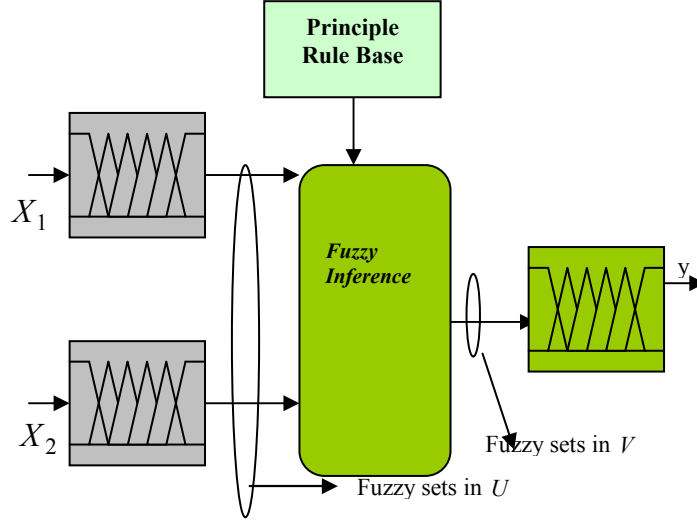 Principle
Rule Base
X1
Fuzzy
Inference
y
X2
Fuzzy sets in V
Fuzzy sets in U